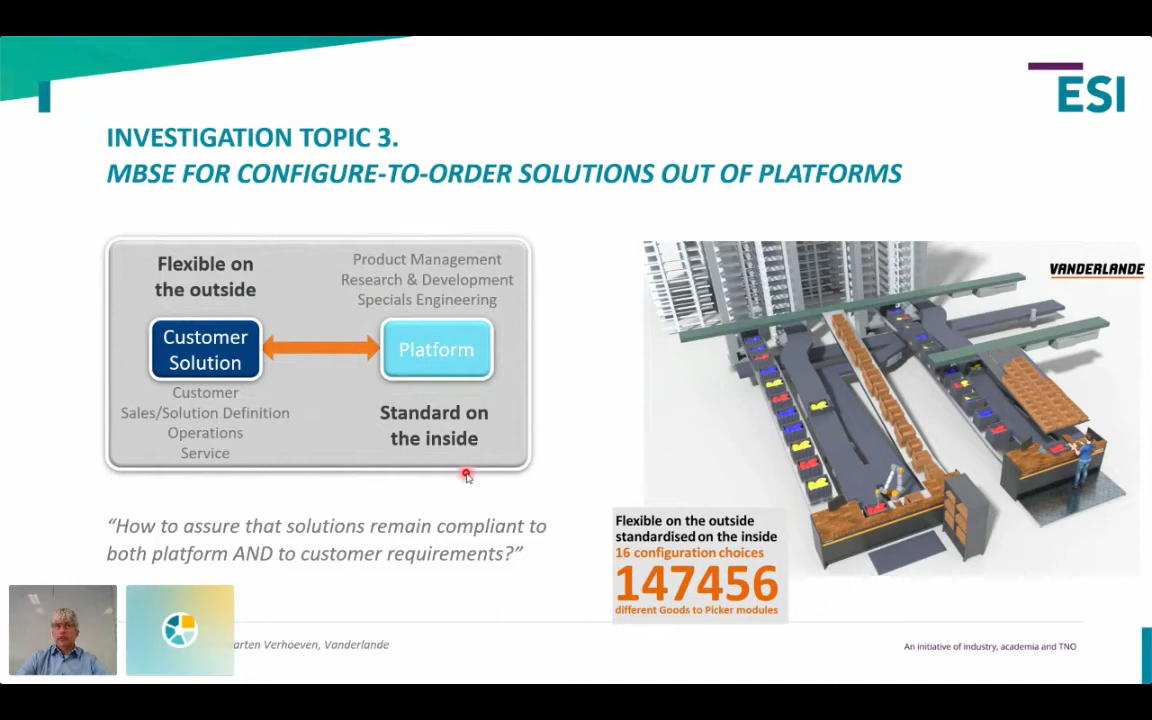 ESI
INVESTIGATION TOPIC 3.
MBSE FOR CONFIGURE-TO-ORDER SOLUTIONS OUT OF PLATFORMS
Flexible on
the outside
Customer
Solution
Customer
Sales/Solution Definition
Operations
Service
Product Management
Research & Development
Specials Engineering
Platform
Standard on
the inside
VANDERLANDE
“How to assure that solutions remain compliant to
both platform AND to customer requirements?”
Flexible on the outside
standardised on the inside
16 configuration choices
147456
different Goods to Picker modules
arten Verhoeven, Vanderlande
An initiative of industry, academia and TNO